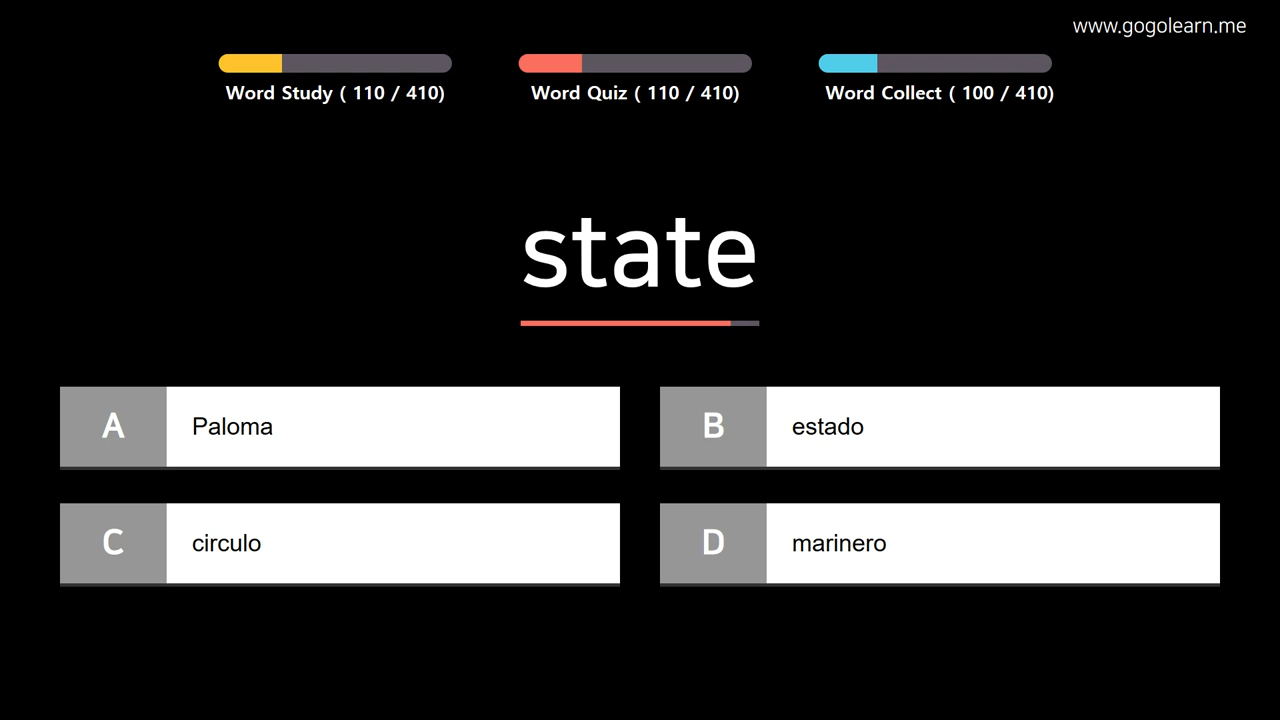 www.gogolearn.me
Word Study ( 110 / 410)
Word Quiz ( 110 / 410)
Word Collect ( 100 / 410)
state
A
Paloma
B
estado
C
circulo
D
marinero